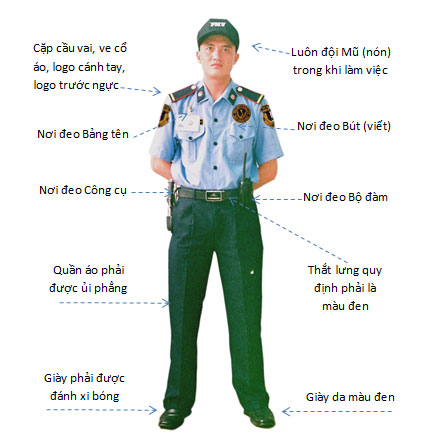 PMV
Cặp cầu vai, ve cổ
áo, logo cánh tay,
logo trước ngực
Luôn đội Mũ (nón)
trong khi làm việc
Nơi đeo Bảng tên
Nơi đeo Bút (viết)
Nơi đeo Công cụ
Nơi đeo Bộ đàm
Quần áo phải
được ủi phẳng
Thắt lưng quy
định phải là
màu đen
Giày phải được
đánh xi bóng
Giày da màu đen